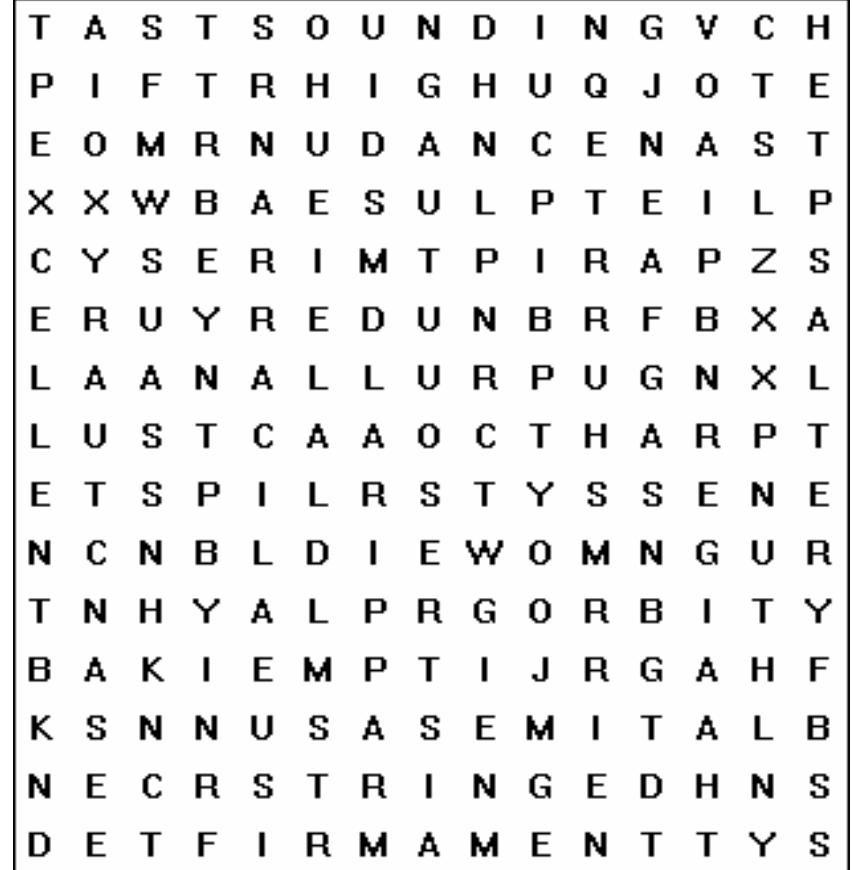 T A S T S O U N D I N G V C H
P I F T R H I G H U Q J O T E
E O M R N U D A N C E N A S T
X X W B A E S U L P T E I L P
C Y S E R I M T P I R A P Z S
E R U Y R E D U N B R F B X A
L A A N A L L U R P U G N X L
L U S T C A A O C T H A R P T
E T S P I L R S T Y S S E N E
N C N B L D I E W O M N G U R
T N H Y A L P R G O R B I T Y
B A K I E M P T I J R G A H F
K S N N U S A S E M I T A L B
N E C R S T R I N G E D H N S
D E T F I R M A M E N T T Y S